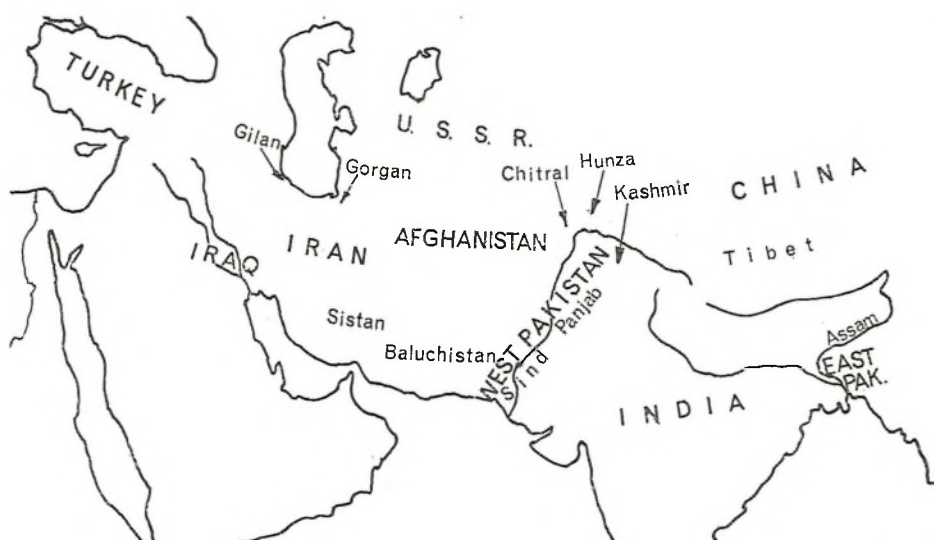 TURKEY
U. S. S. R.
Gilan
Gorgan
Chitral
Hunza
Kashmir
CHINA
Tibet
IRAQ
IRAN
AFGHANISTAN
Sistan
Baluchistan
WEST PAKISTAN
Sind
Panjab
INDIA
Assam
EAST
PAK.